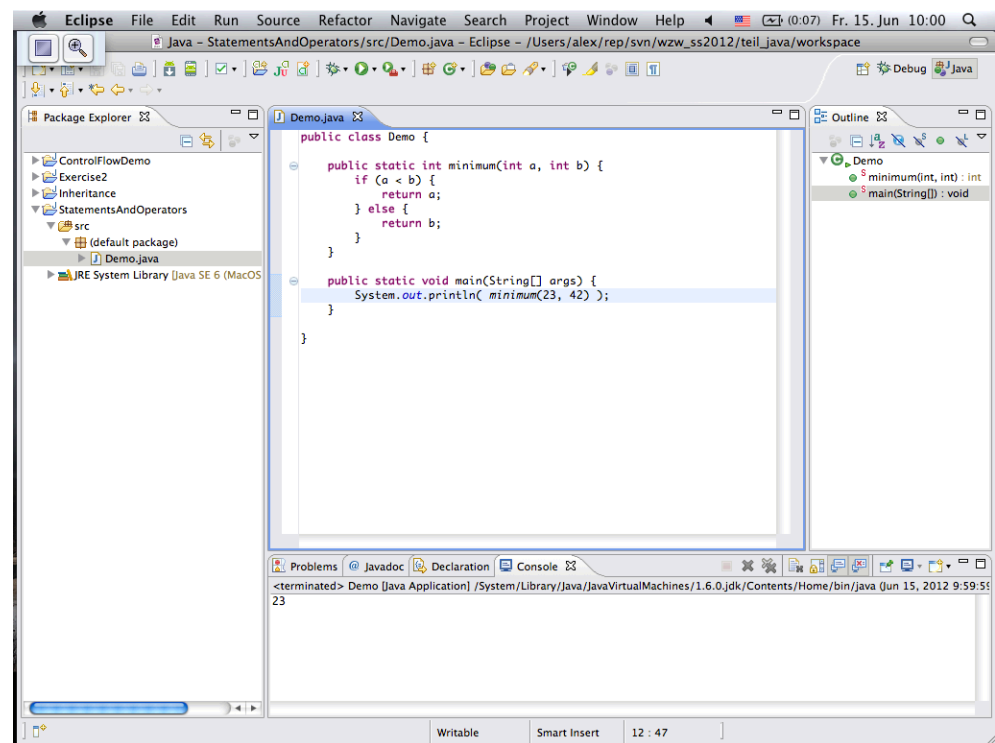 Eclipse File Edit Run Source Refactor Navigate Search Project Window Help (0:07) Fr. 15. Jun 10:00
Java – StatementsAndOperators/src/Demo.java – Eclipse – /Users/alex/rep/svn/wzw_ss2012/teil_java/workspace
Debug Java
Package Explorer
ControlFlowDemo
Exercise2
Inheritance
StatementsAndOperators
src
(default package)
Demo.java
JRE System Library [Java SE 6 (MacOS
Demo.java
public class Demo {
public static int minimum(int a, int b) {
if (a < b) {
return a;
} else {
return b;
}
}
public static void main(String[] args) {
System.out.println( minimum(23, 42) );
}
}
Outline
Demo
minimum(int, int) : int
main(String[]) : void
Problems @ Javadoc Declaration Console
<terminated> Demo [Java Application] /System/Library/Java/JavaVirtualMachines/1.6.0.jdk/Contents/Home/bin/java (Jun 15, 2012 9:59:59
23
Writable Smart Insert 12 : 47